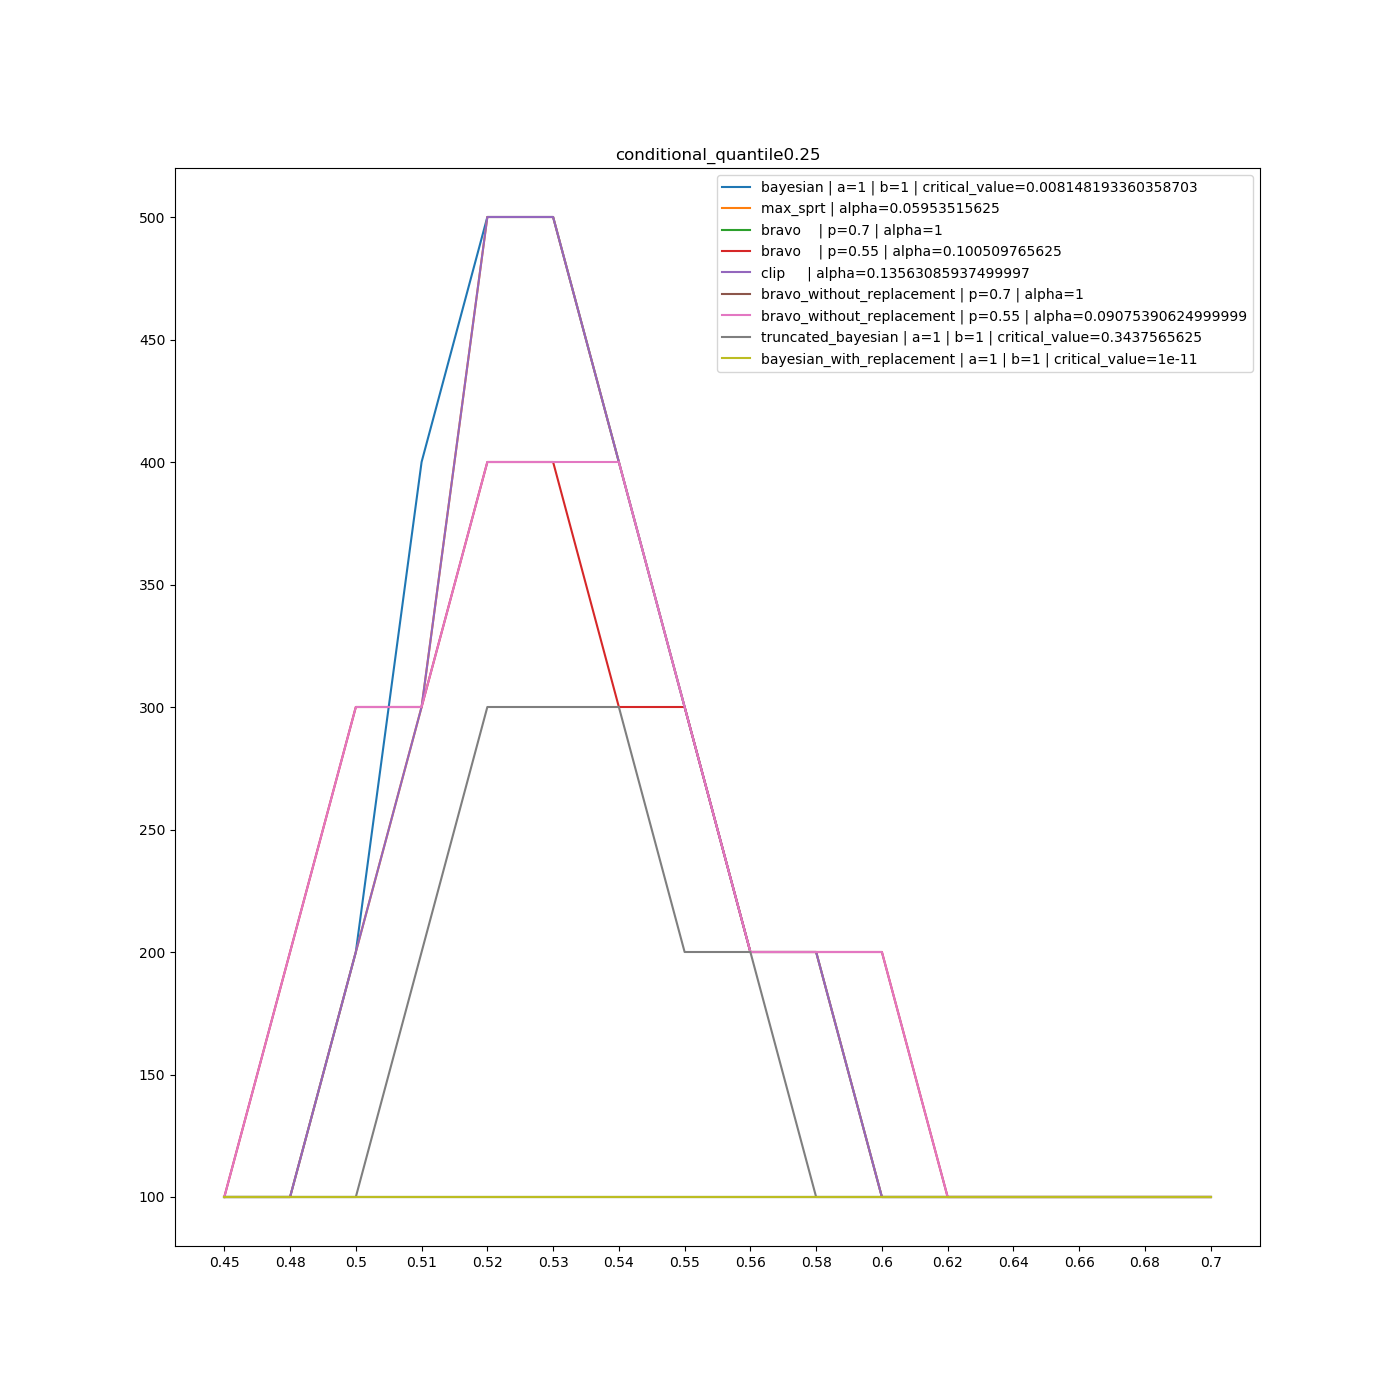 conditional_quantile0.25
bayesian | a=1 | b=1 | critical_value=0.008148193360358703
max_sprt | alpha=0.05953515625
bravo    | p=0.7 | alpha=1
bravo    | p=0.55 | alpha=0.100509765625
clip     | alpha=0.13563085937499997
bravo_without_replacement | p=0.7 | alpha=1
bravo_without_replacement | p=0.55 | alpha=0.09075390624999999
truncated_bayesian | a=1 | b=1 | critical_value=0.3437565625
bayesian_with_replacement | a=1 | b=1 | critical_value=1e-11
500
450
400
350
300
250
200
150
100
0.45 0.48 0.5 0.51 0.52 0.53 0.54 0.55 0.56 0.58 0.6 0.62 0.64 0.66 0.68 0.7